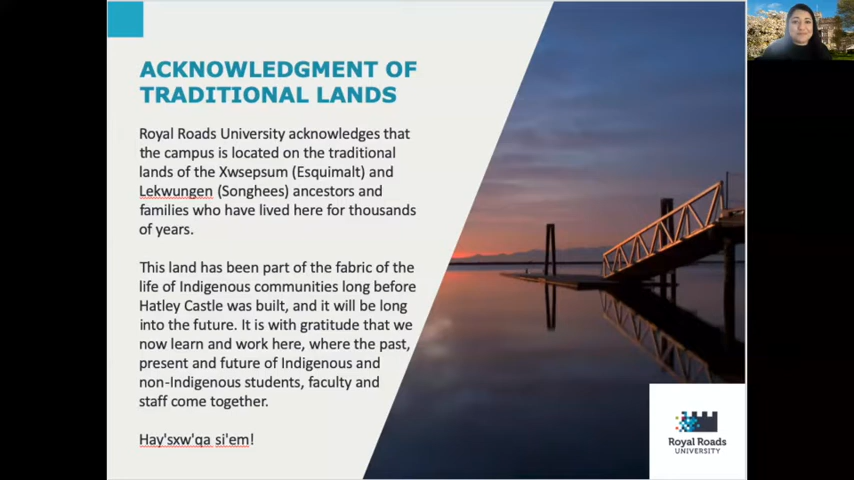 ACKNOWLEDGMENT OF
TRADITIONAL LANDS
Royal Roads University acknowledges that
the campus is located on the traditional
lands of the Xwsepsum (Esquimalt) and
Lekwungen (Songhees) ancestors and
families who have lived here for thousands
of years.
This land has been part of the fabric of the
life of Indigenous communities long before
Hatley Castle was built, and it will be long
into the future. It is with gratitude that we
now learn and work here, where the past,
present and future of Indigenous and
non-Indigenous students, faculty and
staff come together.
Hay'sxw'qa si'em!
Royal Roads
UNIVERSITY